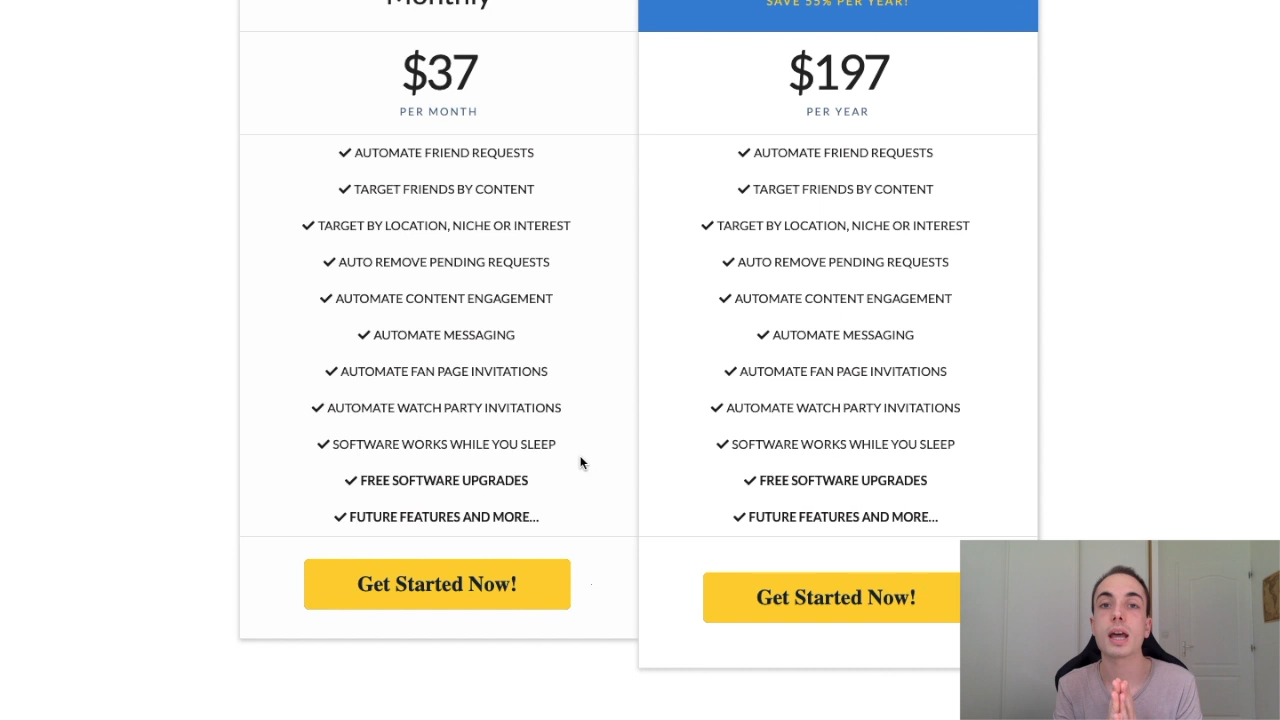 Monthly
SAVE 55% PER YEAR!
$37
PER MONTH
✔ AUTOMATE FRIEND REQUESTS
✔ TARGET FRIENDS BY CONTENT
✔ TARGET BY LOCATION, NICHE OR INTEREST
✔ AUTO REMOVE PENDING REQUESTS
✔ AUTOMATE CONTENT ENGAGEMENT
✔ AUTOMATE MESSAGING
✔ AUTOMATE FAN PAGE INVITATIONS
✔ AUTOMATE WATCH PARTY INVITATIONS
✔ SOFTWARE WORKS WHILE YOU SLEEP
✔ FREE SOFTWARE UPGRADES
✔ FUTURE FEATURES AND MORE...
Get Started Now!
$197
PER YEAR
✔ AUTOMATE FRIEND REQUESTS
✔ TARGET FRIENDS BY CONTENT
✔ TARGET BY LOCATION, NICHE OR INTEREST
✔ AUTO REMOVE PENDING REQUESTS
✔ AUTOMATE CONTENT ENGAGEMENT
✔ AUTOMATE MESSAGING
✔ AUTOMATE FAN PAGE INVITATIONS
✔ AUTOMATE WATCH PARTY INVITATIONS
✔ SOFTWARE WORKS WHILE YOU SLEEP
✔ FREE SOFTWARE UPGRADES
✔ FUTURE FEATURES AND MORE...
Get Started Now!